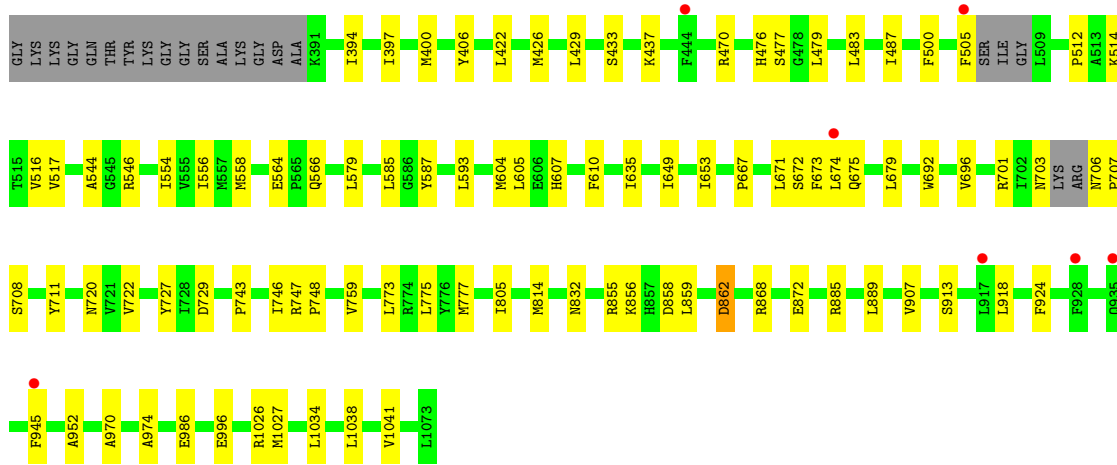 GLY LYS LYS GLY GLN THR TYR LYS GLY GLY SER ALA LYS GLY ASP ALA K391 I394 I397 M400 Y406 L422 M426 L429 S433 K437 F444 R470 H476 S477 G478 L479 L483 I487 F500 F505 SER ILE GLY L509 P512 A513 K514
T515 V516 V517 A544 G545 R546 I554 V555 I556 M557 M558 E564 P565 Q566 L579 L585 G586 Y587 L593 M604 L605 E606 H607 F610 I635 I649 I653 P667 L671 S672 F673 L674 Q675 L679 W692 V696 R701 I702 N703 LYS ARG N706 P707
S708 Y711 N720 V721 V722 Y727 I728 D729 P743 I746 R747 P748 V759 L773 R774 L775 Y776 M777 I805 M814 N832 R855 K856 H857 D858 L859 D862 R868 E872 R885 L889 V907 S913 L917 L918 F924 F928 Q935
F945 A952 A970 A974 E986 E996 R1026 M1027 L1034 L1038 V1041 L1073